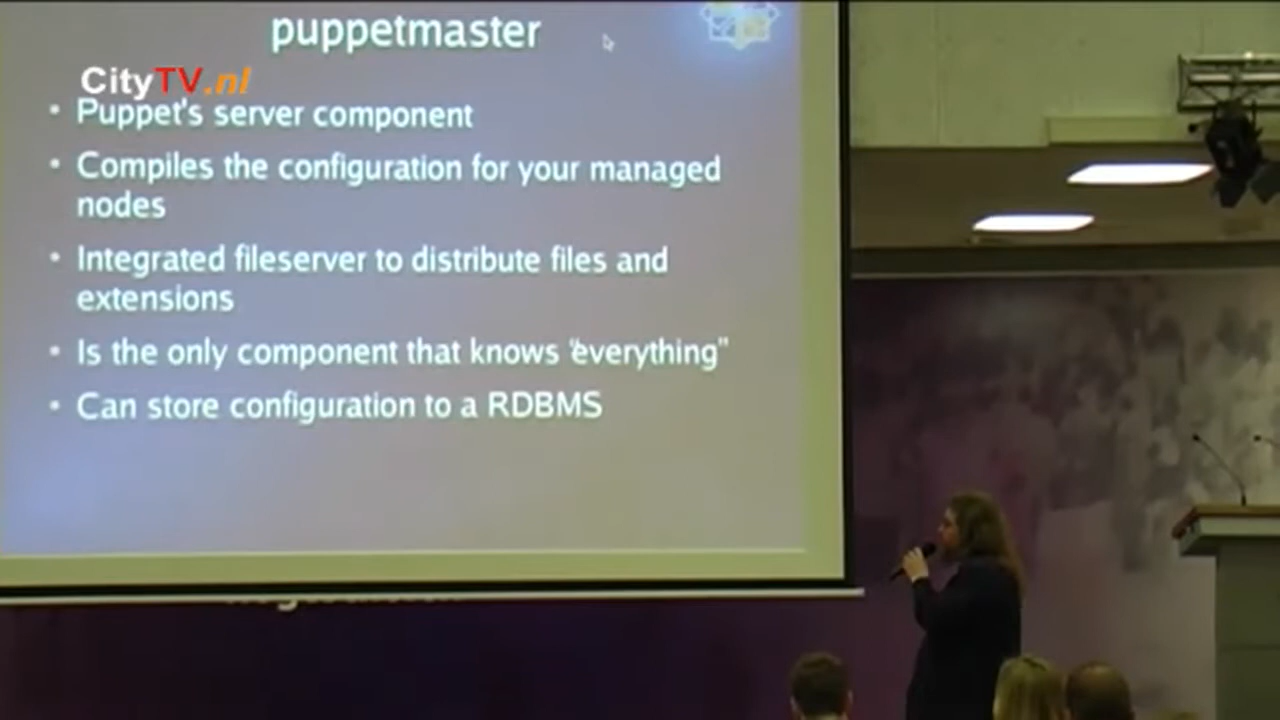 puppetmaster
CityTV.nl
• Puppet's server component
• Compiles the configuration for your managed
nodes
• Integrated fileserver to distribute files and
extensions
• Is the only component that knows “everything”
• Can store configuration to a RDBMS